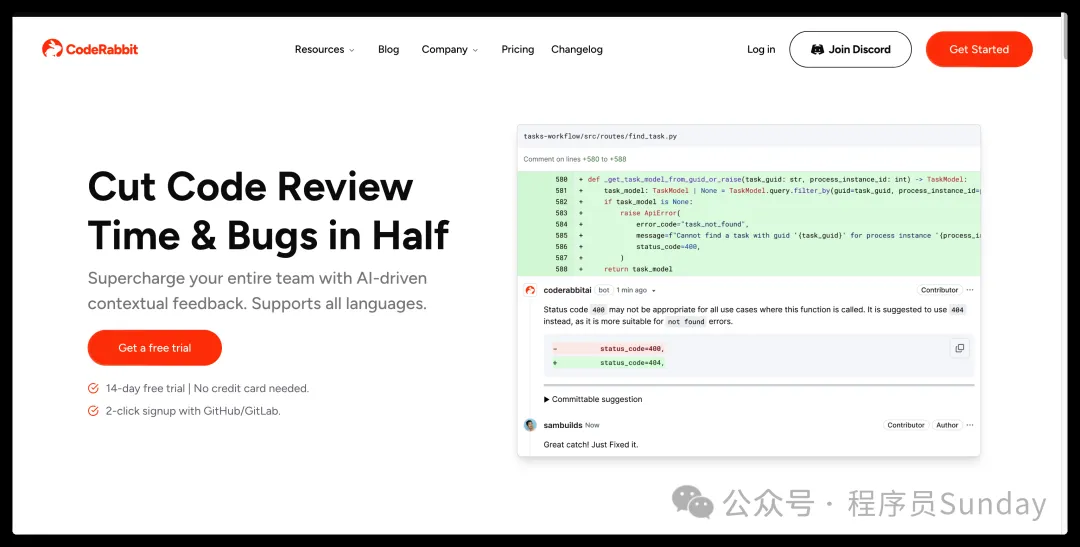 CodeRabbit
Resources
Blog
Company
Pricing
Changelog
Log in
Join Discord
Get Started
Cut Code Review
Time & Bugs in Half
Supercharge your entire team with AI-driven
contextual feedback. Supports all languages.
Get a free trial
14-day free trial | No credit card needed.
2-click signup with GitHub/GitLab.
tasks-workflow/src/routes/find_task.py
Comment on lines +580 to +588
580 + def _get_task_model_from_guid_or_raise(task_guid: str, process_instance_id: int) -> TaskModel:
581 + task_model: TaskModel | None = TaskModel.query.filter_by(guid=task_guid, process_instance_id=
582 + if task_model is None:
583 + raise ApiError(
584 + error_code="task_not_found",
585 + message=f"Cannot find a task with guid '{task_guid}' for process instance '{process_in
586 + status_code=400,
587 + )
588 + return task_model
coderabbitai bot 1 min ago Contributor ...
Status code 400 may not be appropriate for all use cases where this function is called. It is suggested to use 404
instead, as it is more suitable for not found errors.
- status_code=400,
+ status_code=404,
▶ Committable suggestion
sambuilds Now Contributor Author ...
Great catch! Just Fixed it.
公众号 · 程序员Sunday